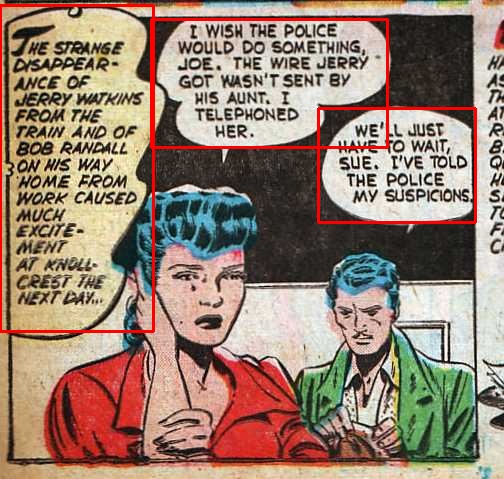 THE STRANGE
DISAPPEAR-
ANCE OF
JERRY WATKINS
FROM THE
TRAIN AND OF
BOB RANDALL
ON HIS WAY
HOME FROM
WORK CAUSED
MUCH
EXCITE-
MENT
AT KNOLL-
CREST THE
NEXT DAY...
I WISH THE POLICE
WOULD DO SOMETHING,
JOE. THE WIRE JERRY
GOT WASN'T SENT BY
HIS AUNT. I
TELEPHONED
HER.
WE'LL JUST
HAVE TO WAIT,
SUE. I'VE TOLD
THE POLICE
MY SUSPICIONS.